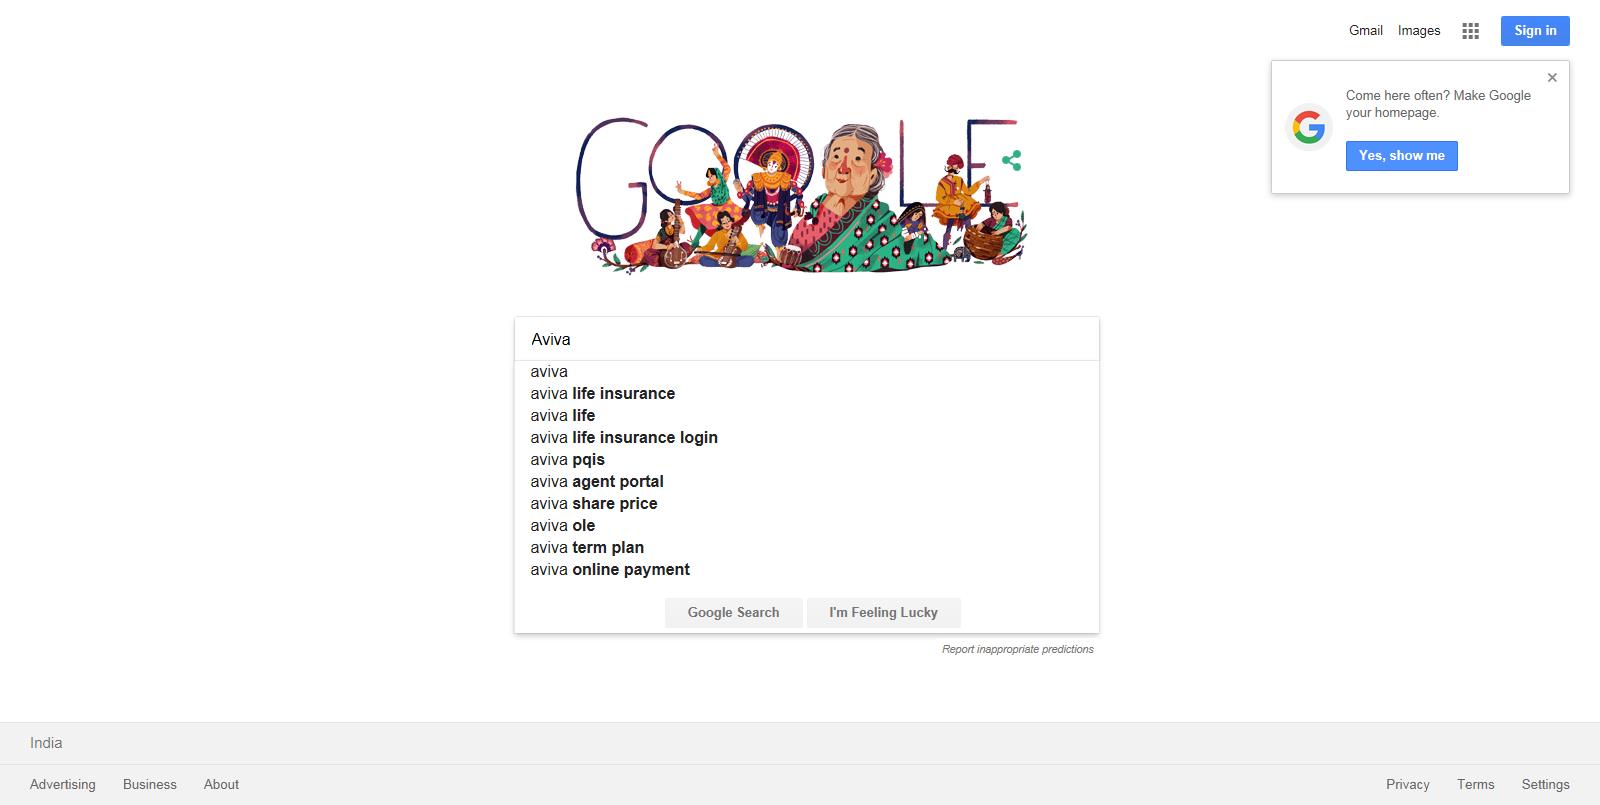 Gmail Images Sign in
Come here often? Make Google
your homepage.
Yes, show me
GOOGLE
Aviva
aviva
aviva life insurance
aviva life
aviva life insurance login
aviva pqis
aviva agent portal
aviva share price
aviva ole
aviva term plan
aviva online payment
Google Search I'm Feeling Lucky
Report inappropriate predictions
India
Advertising Business About Privacy Terms Settings